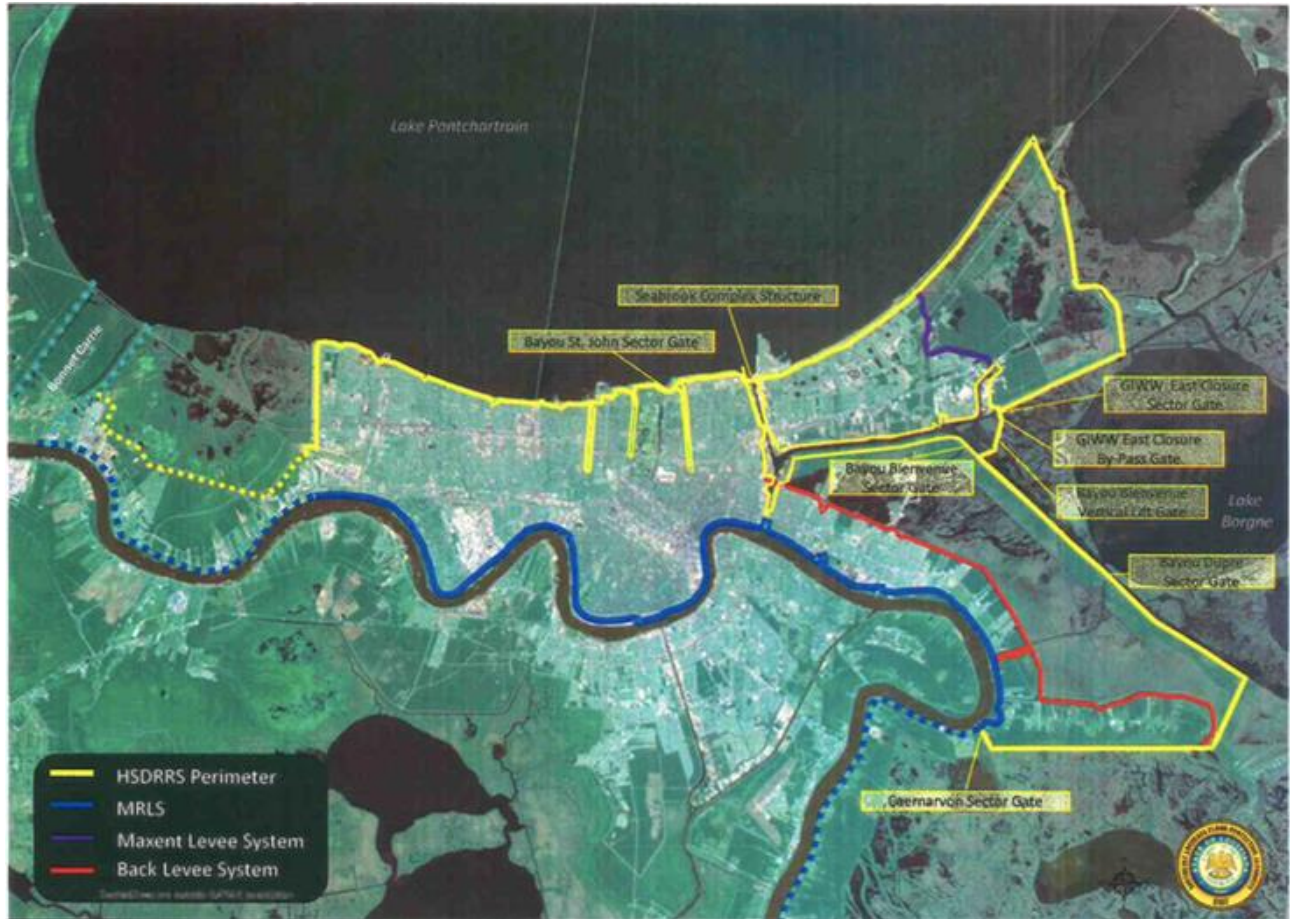 Lake Pontchartrain
Seabrook Complex Structure
Bayou St. John Sector Gate
Bonnet Carrie
GIWW East Closure
Sector Gate
GIWW East Closure
By-Pass Gate
Bayou Bienvenue
Sector Gate
Bayou Bienvenue
Vertical Lift Gate
Lake
Borgne
Bayou Dupre
Sector Gate
Caernarvon Sector Gate
HSDRRS Perimeter
MRLS
Maxent Levee System
Back Levee System